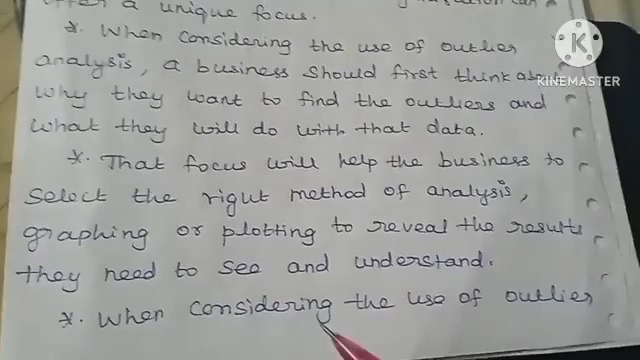 a unique focus.
*. When considering the use of outlier
analysis, a business should first think
why they want to find the outliers and
what they will do with that data.
*. That focus will help the business to
select the right method of analysis,
graphing or plotting to reveal the results
they need to see and understand.
*. When considering the use of outlier
K
KINEMASTER